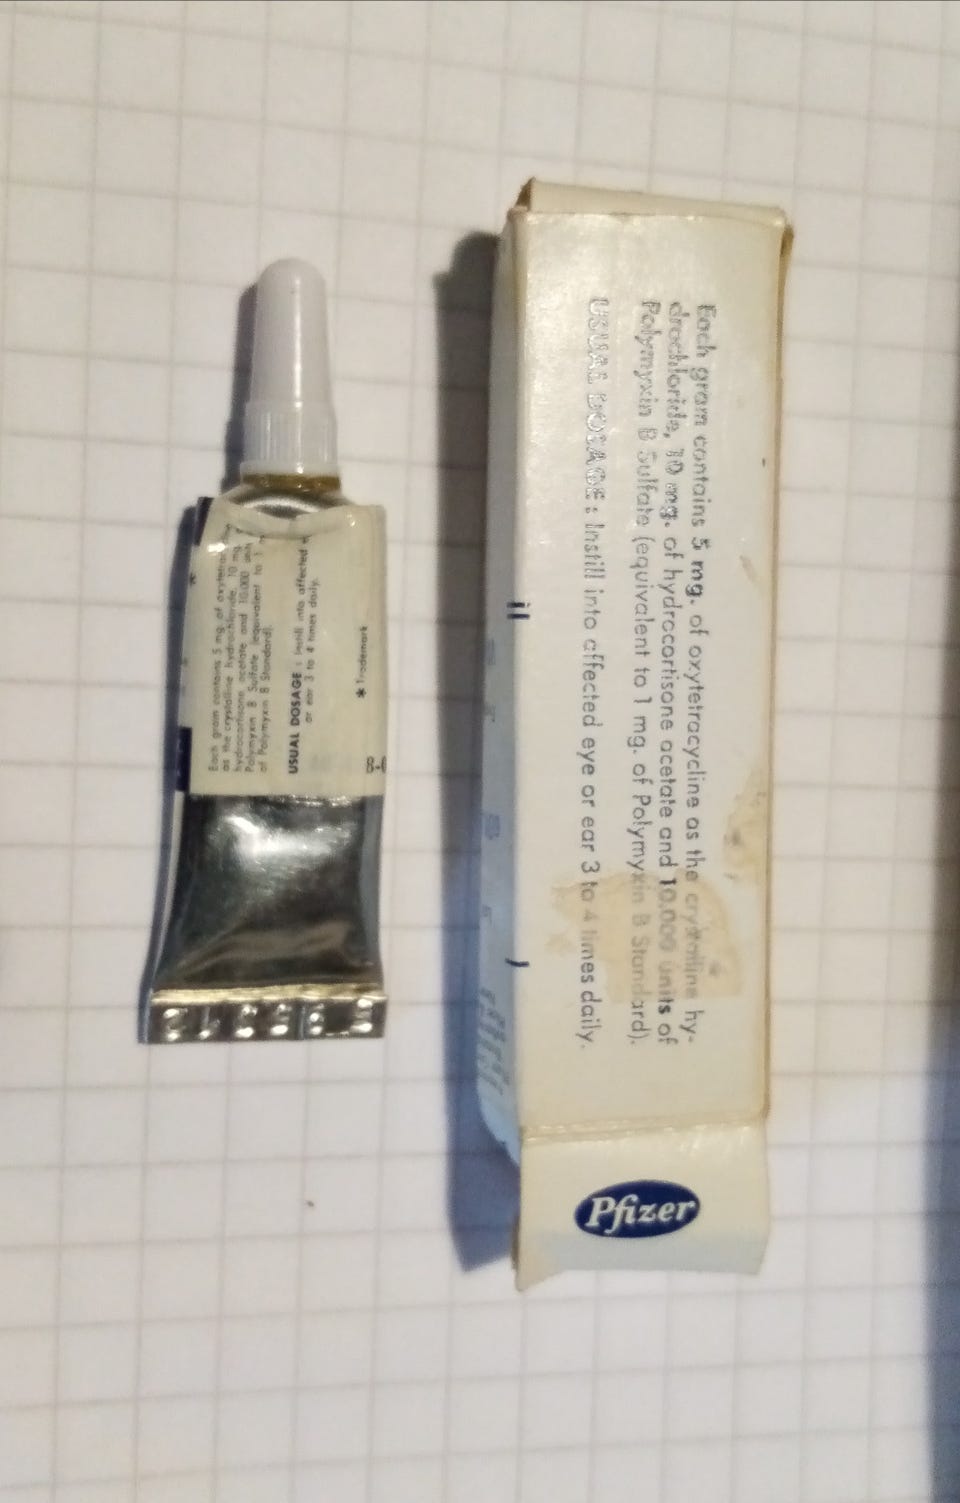 Each gram contains 5 mg. of oxytetracycline as the crystalline hy-
drochloride, 10 mg. of hydrocortisone acetate and 10,000 units of
Polymyxin B Sulfate (equivalent to 1 mg. of Polymyxin B Standard).
USUAL DOSAGE : Instill into affected eye or ear 3 to 4 times daily.
Pfizer
Each gram contains 5 mg. of
as the crystalline hydrochloride, 10 mg.
hydrocortisone acetate and 10,000
Polymyxin B Sulfate (equivalent to 1
of Polymyxin B Standard).
USUAL DOSAGE : Instill into affected
or ear 3 to 4 times daily.
* Trademark